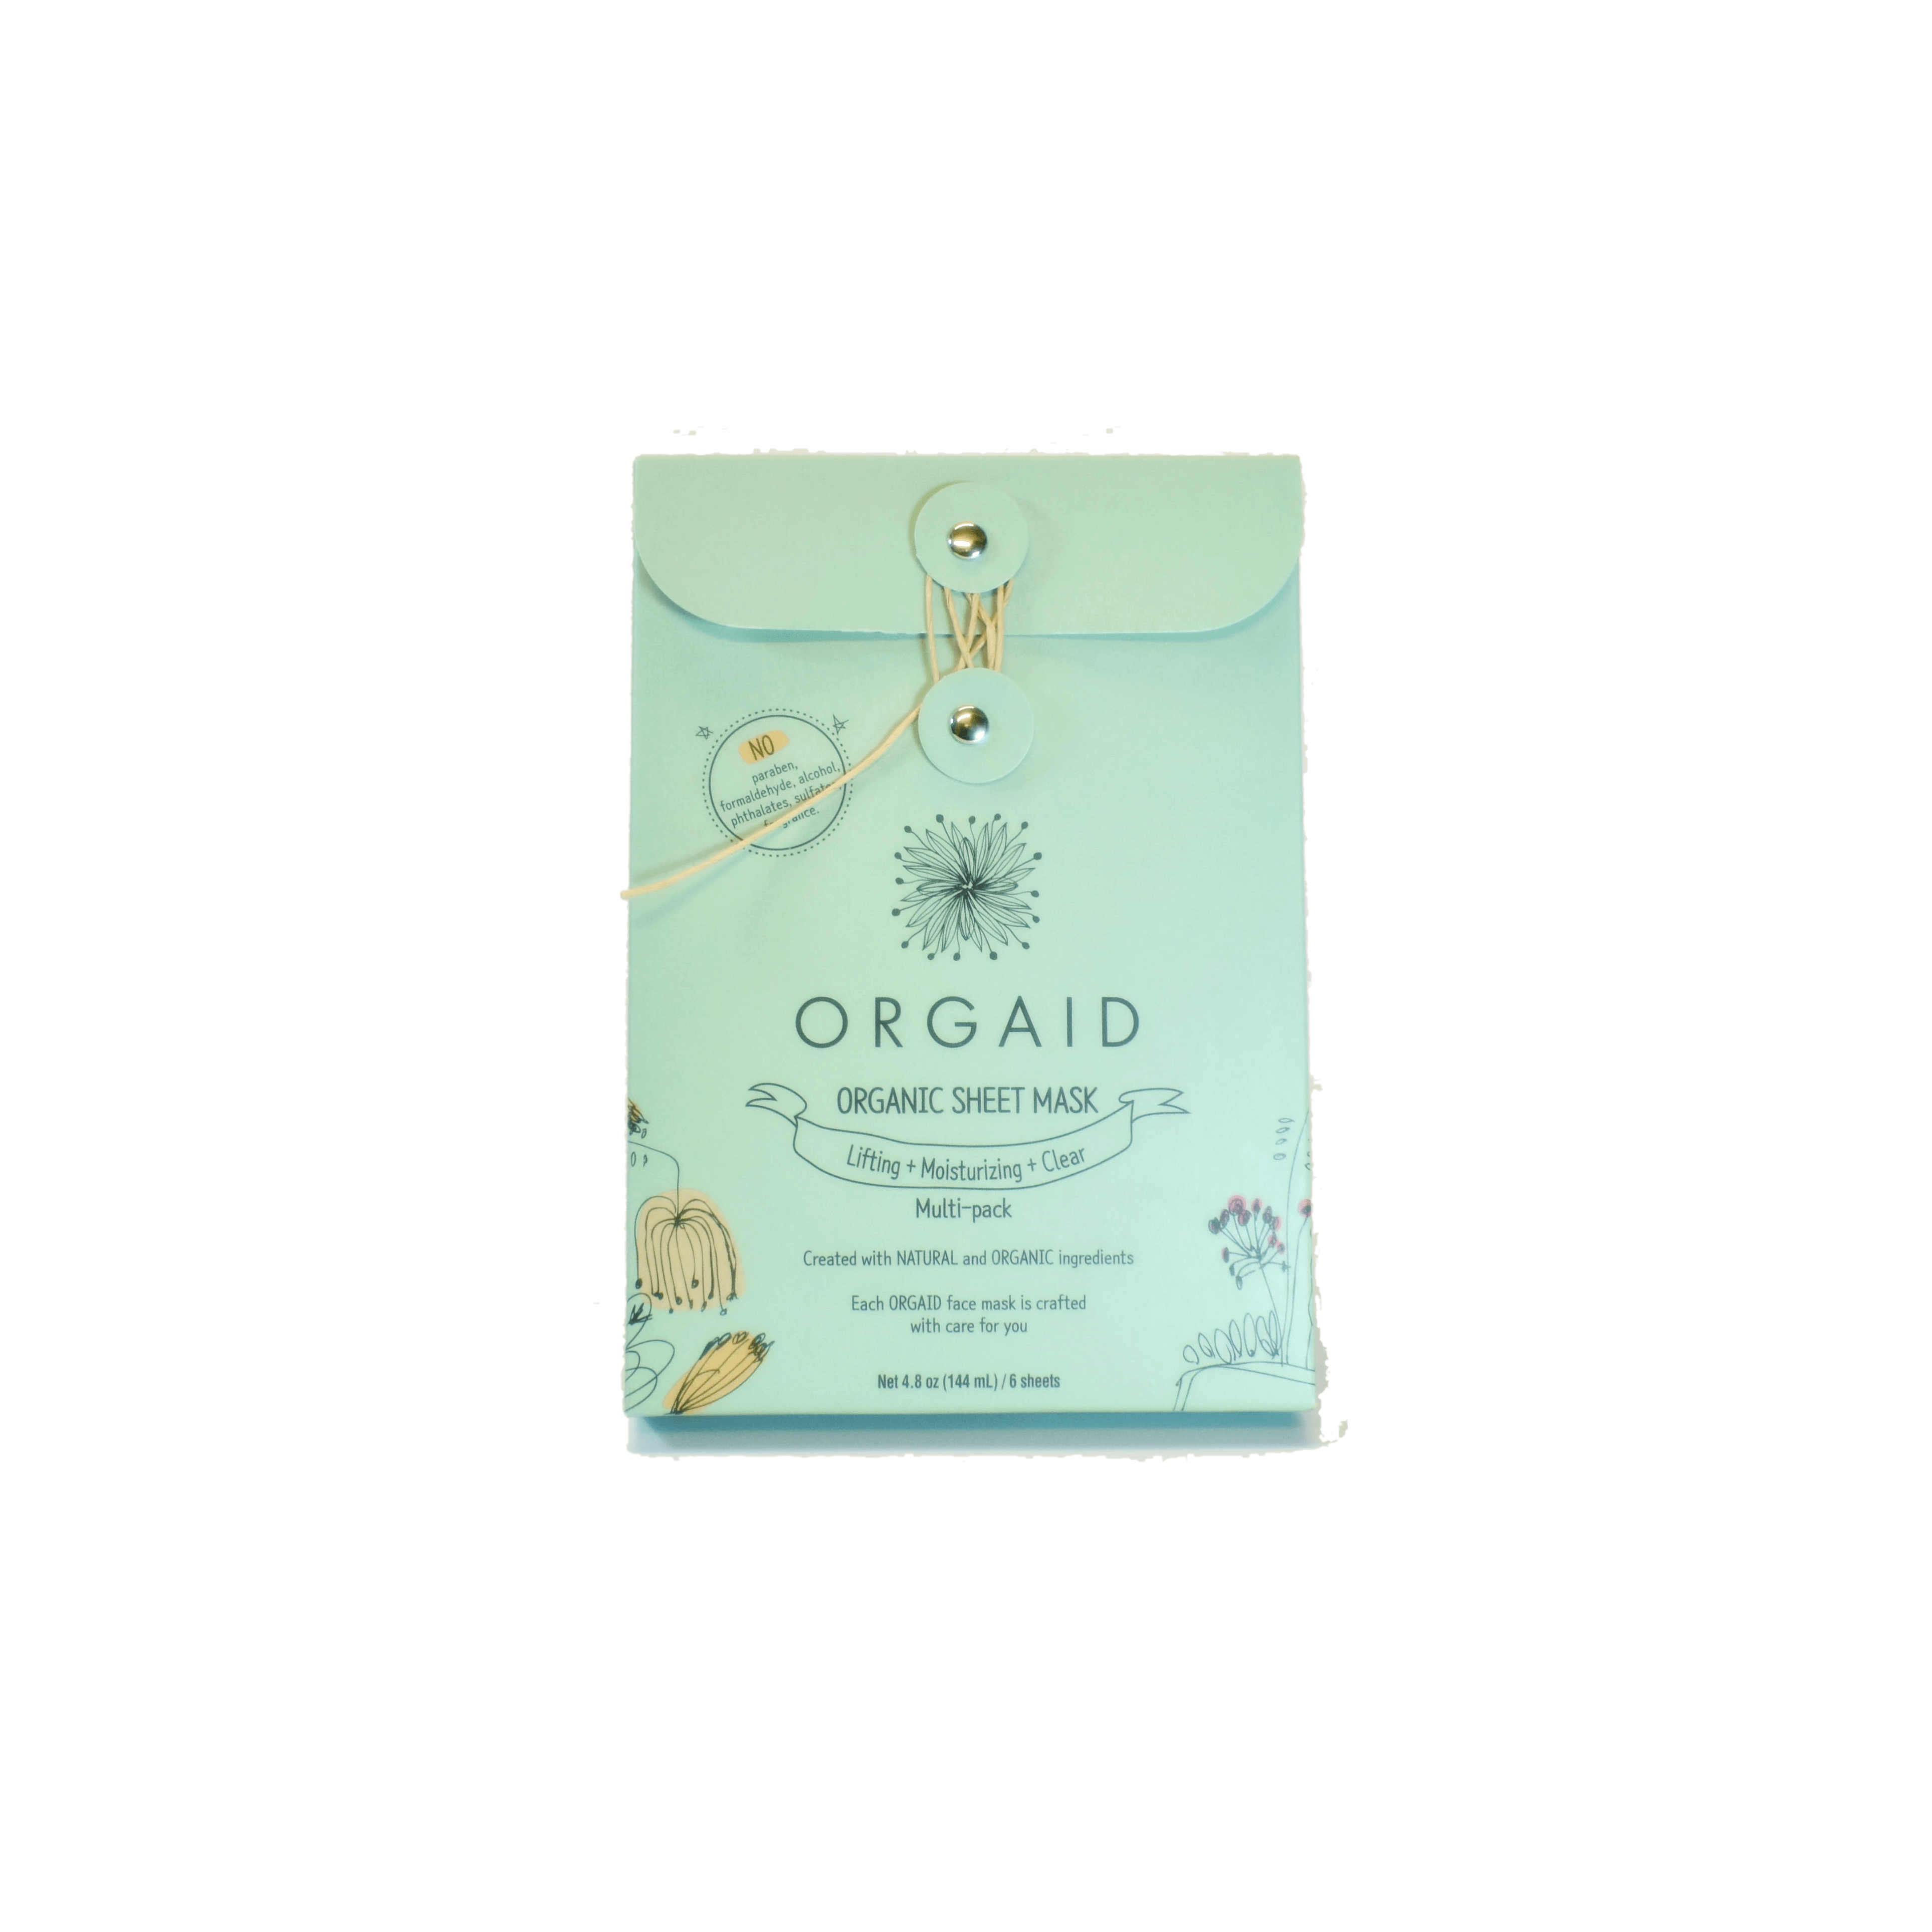 NO
paraben,
formaldehyde, alcohol,
phthalates,
ORGAID
ORGANIC SHEET MASK
Lifting + Moisturizing + Clear
Multi-pack
Created with NATURAL and ORGANIC ingredients
Each ORGAID face mask is crafted
with care for you
Net 4.8 oz (144 mL) / 6 sheets